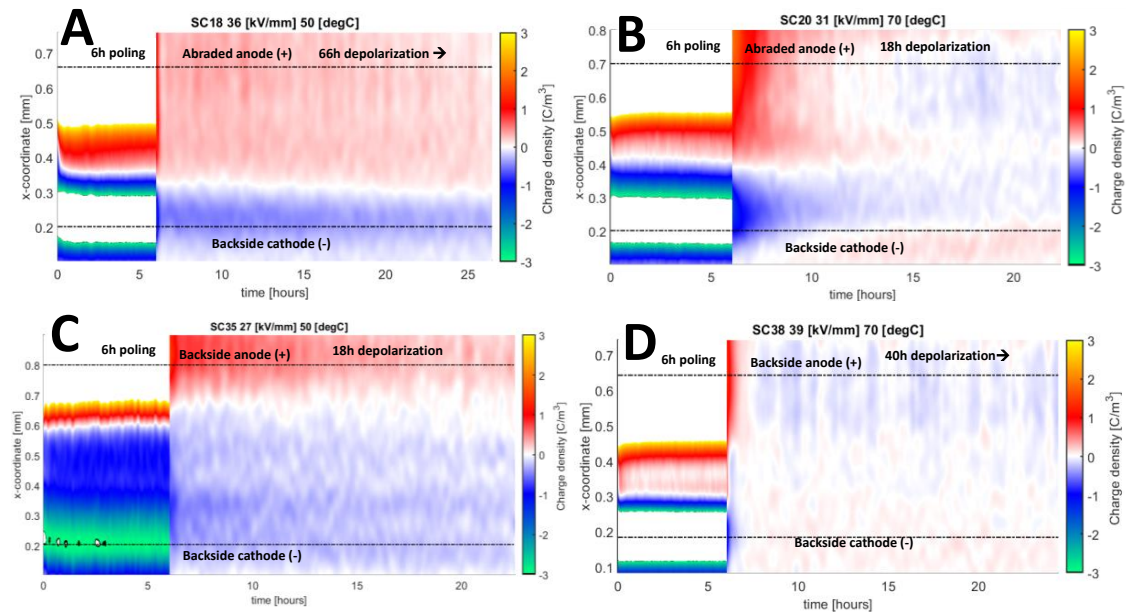 A
SC18 36 [kV/mm] 50 [degC]
6h poling
Abraded anode (+)
66h depolarization →
Backside cathode (-)
x-coordinate [mm]
0.7
0.6
0.5
0.4
0.3
0.2
0
5
10
15
20
25
time [hours]
3
2
1
0
-1
-2
-3
Charge density [C/m³]
B
SC20 31 [kV/mm] 70 [degC]
6h poling
Abraded anode (+)
18h depolarization
Backside cathode (-)
x-coordinate [mm]
0.8
0.7
0.6
0.5
0.4
0.3
0.2
0
5
10
15
20
time [hours]
3
2
1
0
-1
-2
-3
Charge density [C/m³]
C
SC35 27 [kV/mm] 50 [degC]
6h poling
Backside anode (+)
18h depolarization
Backside cathode (-)
x-coordinate [mm]
0.8
0.7
0.6
0.5
0.4
0.3
0.2
0
5
10
15
20
time [hours]
3
2
1
0
-1
-2
-3
Charge density [C/m³]
D
SC38 39 [kV/mm] 70 [degC]
6h poling
Backside anode (+)
40h depolarization→
Backside cathode (-)
x-coordinate [mm]
0.7
0.6
0.5
0.4
0.3
0.2
0.1
0
5
10
15
20
time [hours]
3
2
1
0
-1
-2
-3
Charge density [C/m³]